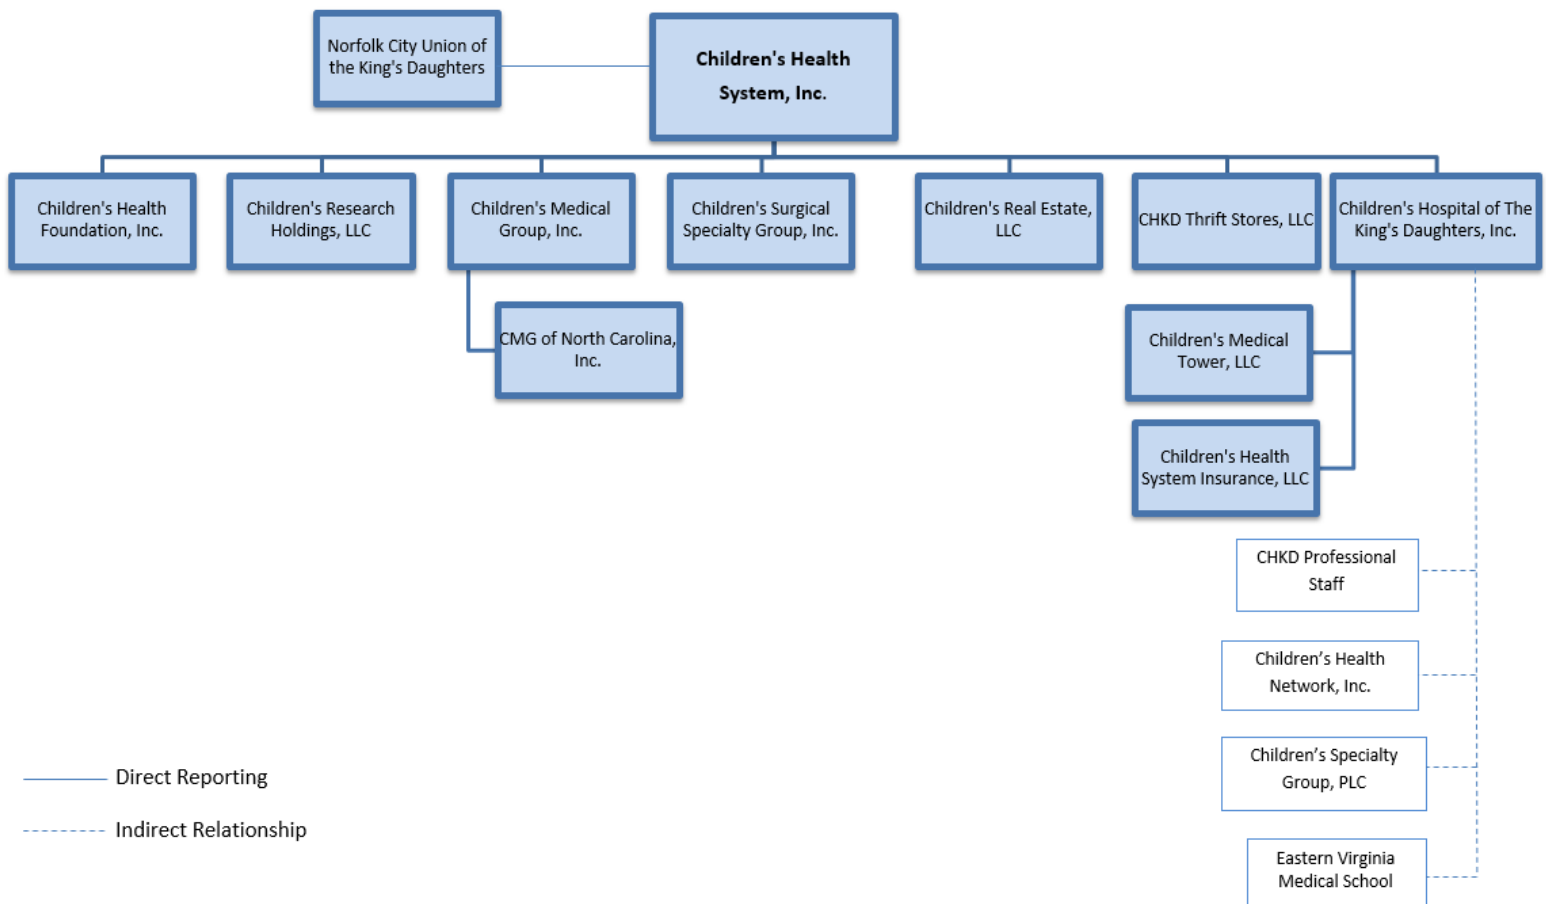 Norfolk City Union of
the King's Daughters
Children's Health
System, Inc.
Children's Health
Foundation, Inc.
Children's Research
Holdings, LLC
Children's Medical
Group, Inc.
Children's Surgical
Specialty Group, Inc.
Children's Real Estate,
LLC
CHKD Thrift Stores, LLC
Children's Hospital of The
King's Daughters, Inc.
CMG of North Carolina,
Inc.
Children's Medical
Tower, LLC
Children's Health
System Insurance, LLC
CHKD Professional
Staff
Children’s Health
Network, Inc.
Children’s Specialty
Group, PLC
Eastern Virginia
Medical School
Direct Reporting
Indirect Relationship